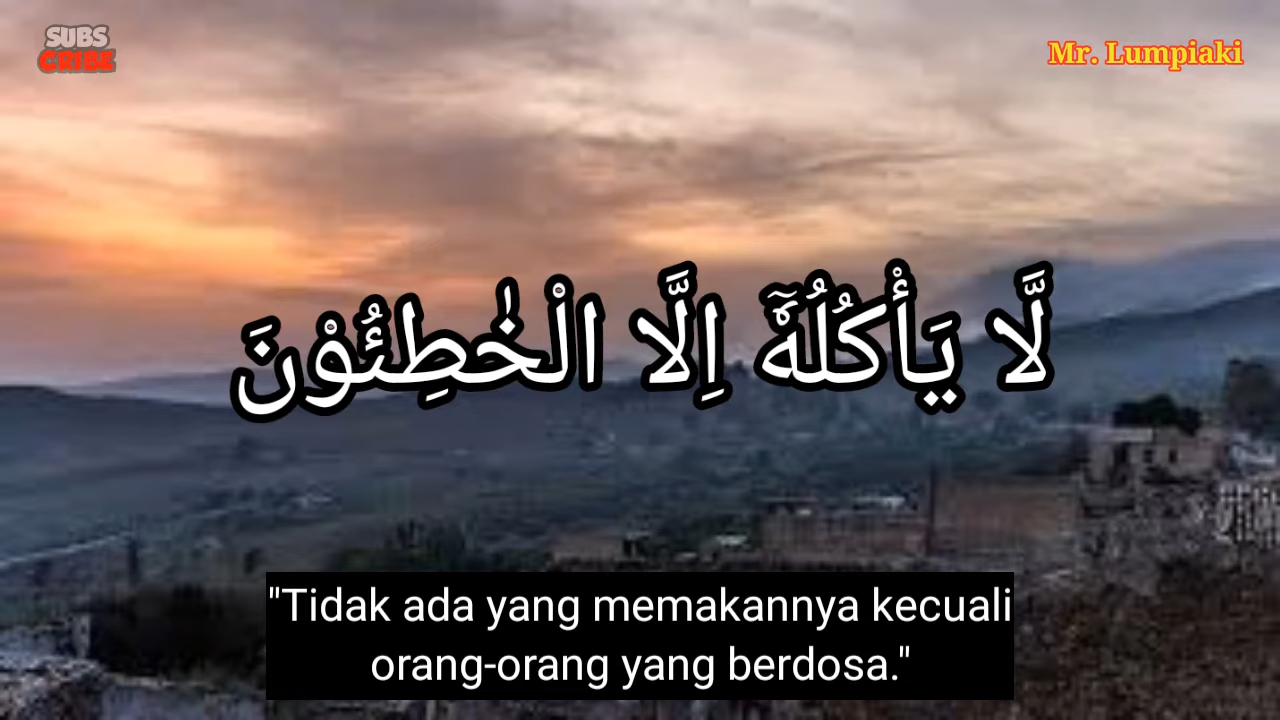 SUBS
CRIBE
Mr. Lumpiaki
لَّا يَأْكُلُهٗٓ اِلَّا الْخٰطِـُٔوْنَ
"Tidak ada yang memakannya kecuali
orang-orang yang berdosa."